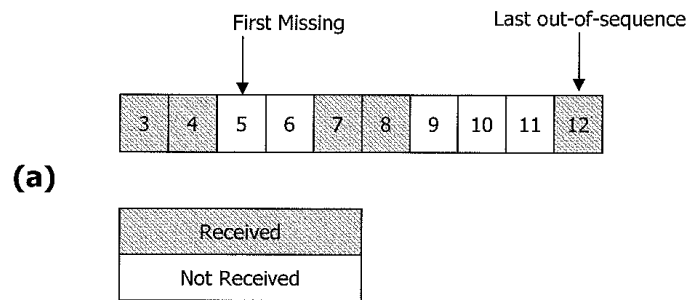 First Missing
Last out-of-sequence
3 4 5 6 7 8 9 10 11 12
(a)
Received
Not Received